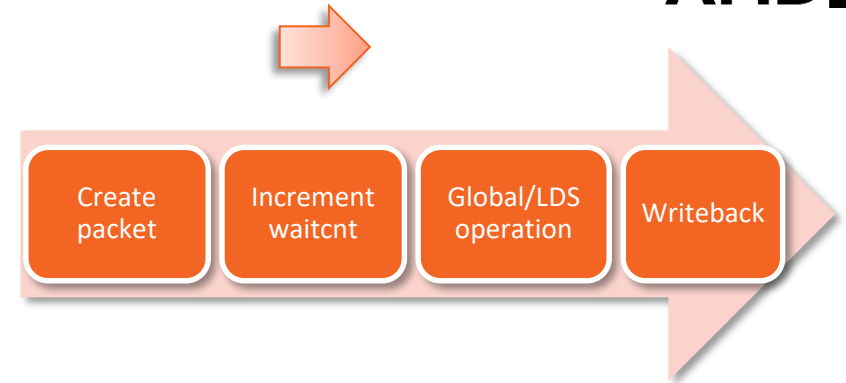 Create
packet
Increment
waitcnt
Global/LDS
operation
Writeback